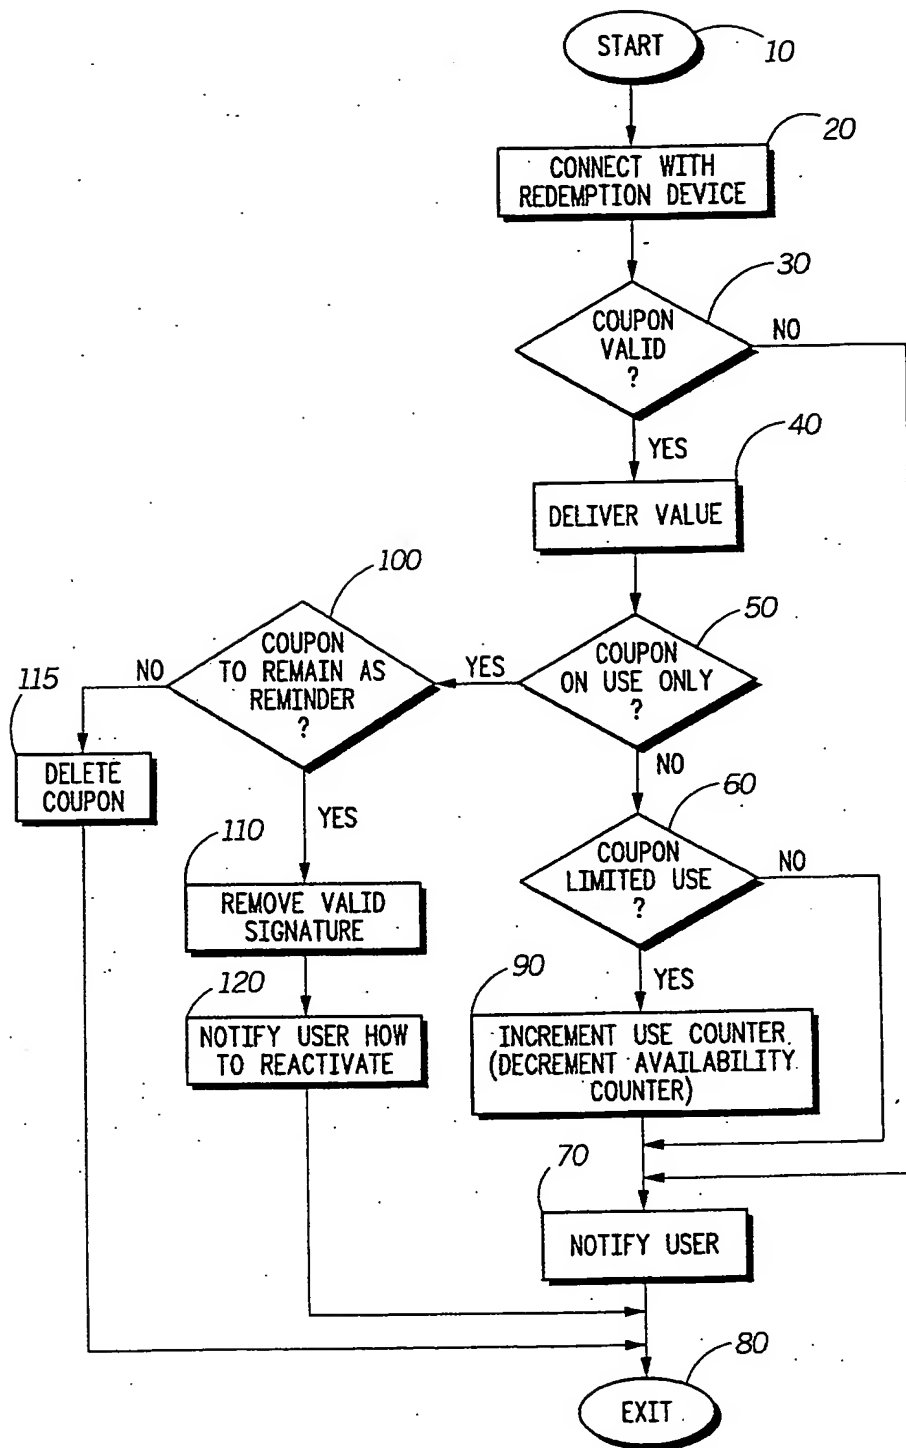 START
10
20
CONNECT WITH
REDEMPTION DEVICE
30
COUPON
VALID
?
NO
YES
40
DELIVER VALUE
50
COUPON
ON USE ONLY
?
YES
NO
100
COUPON
TO REMAIN AS
REMINDER
?
NO
115
DELETE
COUPON
YES
110
REMOVE VALID
SIGNATURE
120
NOTIFY USER HOW
TO REACTIVATE
60
COUPON
LIMITED USE
?
NO
YES
90
INCREMENT USE COUNTER
(DECREMENT AVAILABILITY
COUNTER)
70
NOTIFY USER
80
EXIT